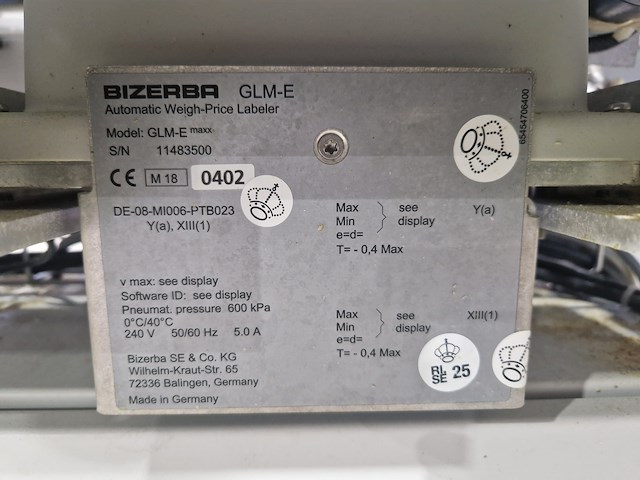 BIZERBA GLM-E
Automatic Weigh-Price Labeler
Model: GLM-E maxx
S/N 11483500
CE M 18 0402
65454706400
DE-08-MI006-PTB023
Y(a), XIII(1)
Max see Y(a)
Min display
e=d=
T= - 0,4 Max
v max: see display
Software ID: see display
Pneumat. pressure 600 kPa
0°C/40°C
240 V 50/60 Hz 5.0 A
Max see XIII(1)
Min display
e=d=
T= - 0,4 Max
Bizerba SE & Co. KG
Wilhelm-Kraut-Str. 65
72336 Balingen, Germany
Made in Germany
RL
SE 25